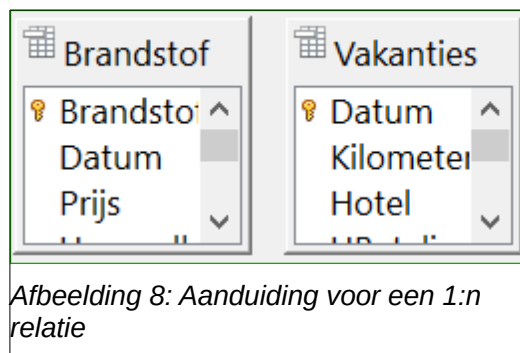 Brandstof
Brandstof
Datum
Prijs
Vakanties
Datum
Kilometer
Hotel
Afbeelding 8: Aanduiding voor een 1:n
relatie